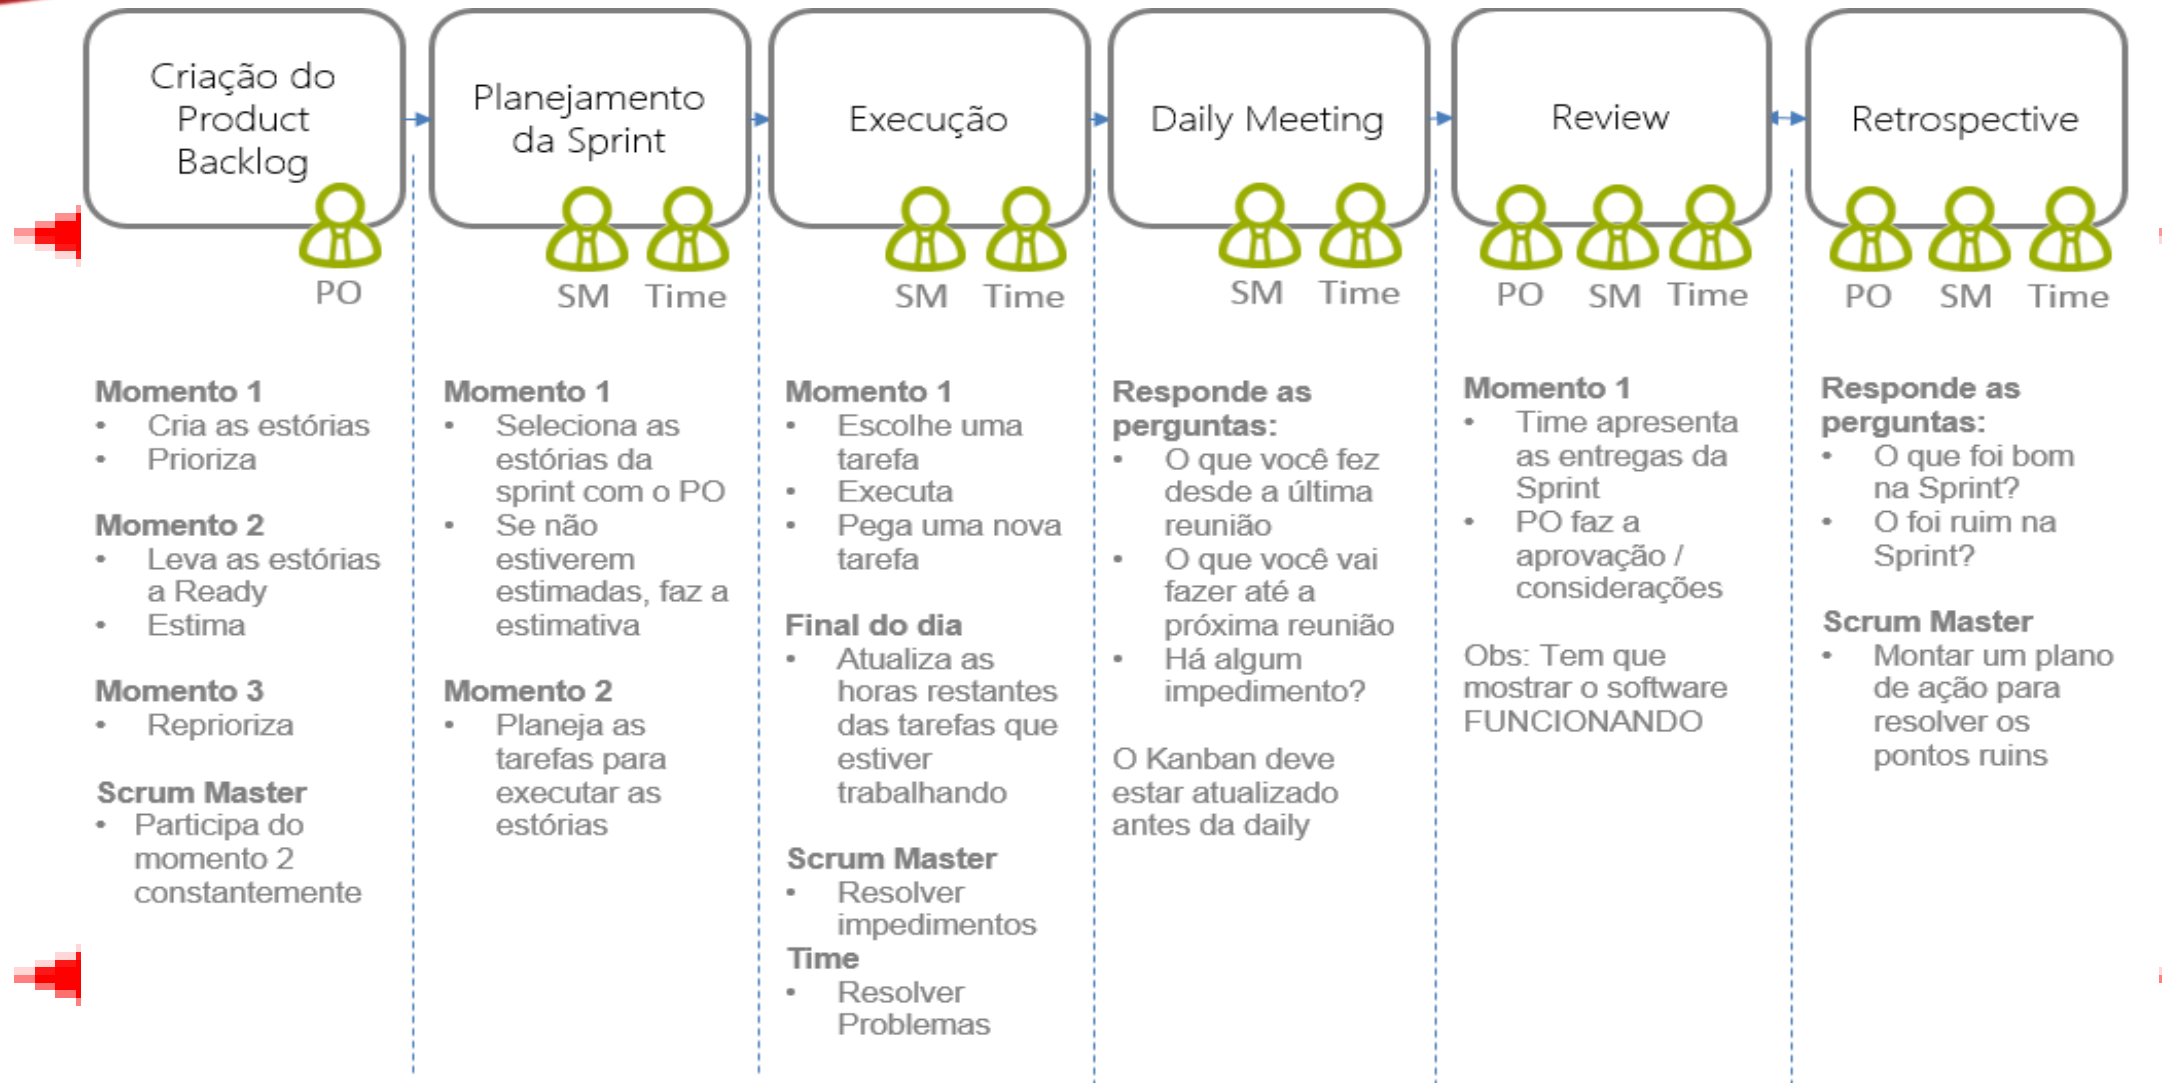 Criação do
Product
Backlog
PO
Momento 1
• Cria as estórias
• Prioriza
Momento 2
• Leva as estórias
a Ready
• Estima
Momento 3
• Reprioriza
Scrum Master
• Participa do
momento 2
constantemente
Planejamento
da Sprint
SM Time
Momento 1
• Seleciona as
estórias da
sprint com o PO
• Se não
estiverem
estimadas, faz a
estimativa
Momento 2
• Planeja as
tarefas para
executar as
estórias
Execução
SM Time
Momento 1
• Escolhe uma
tarefa
• Executa
• Pega uma nova
tarefa
Final do dia
• Atualiza as
horas restantes
das tarefas que
estiver
trabalhando
Scrum Master
• Resolver
impedimentos
Time
• Resolver
Problemas
Daily Meeting
SM Time
Responde as
perguntas:
• O que você fez
desde a última
reunião
• O que você vai
fazer até a
próxima reunião
• Há algum
impedimento?
O Kanban deve
estar atualizado
antes da daily
Review
PO SM Time
Momento 1
• Time apresenta
as entregas da
Sprint
• PO faz a
aprovação /
considerações
Obs: Tem que
mostrar o software
FUNCIONANDO
Retrospective
PO SM Time
Responde as
perguntas:
• O que foi bom
na Sprint?
• O foi ruim na
Sprint?
Scrum Master
• Montar um plano
de ação para
resolver os
pontos ruins